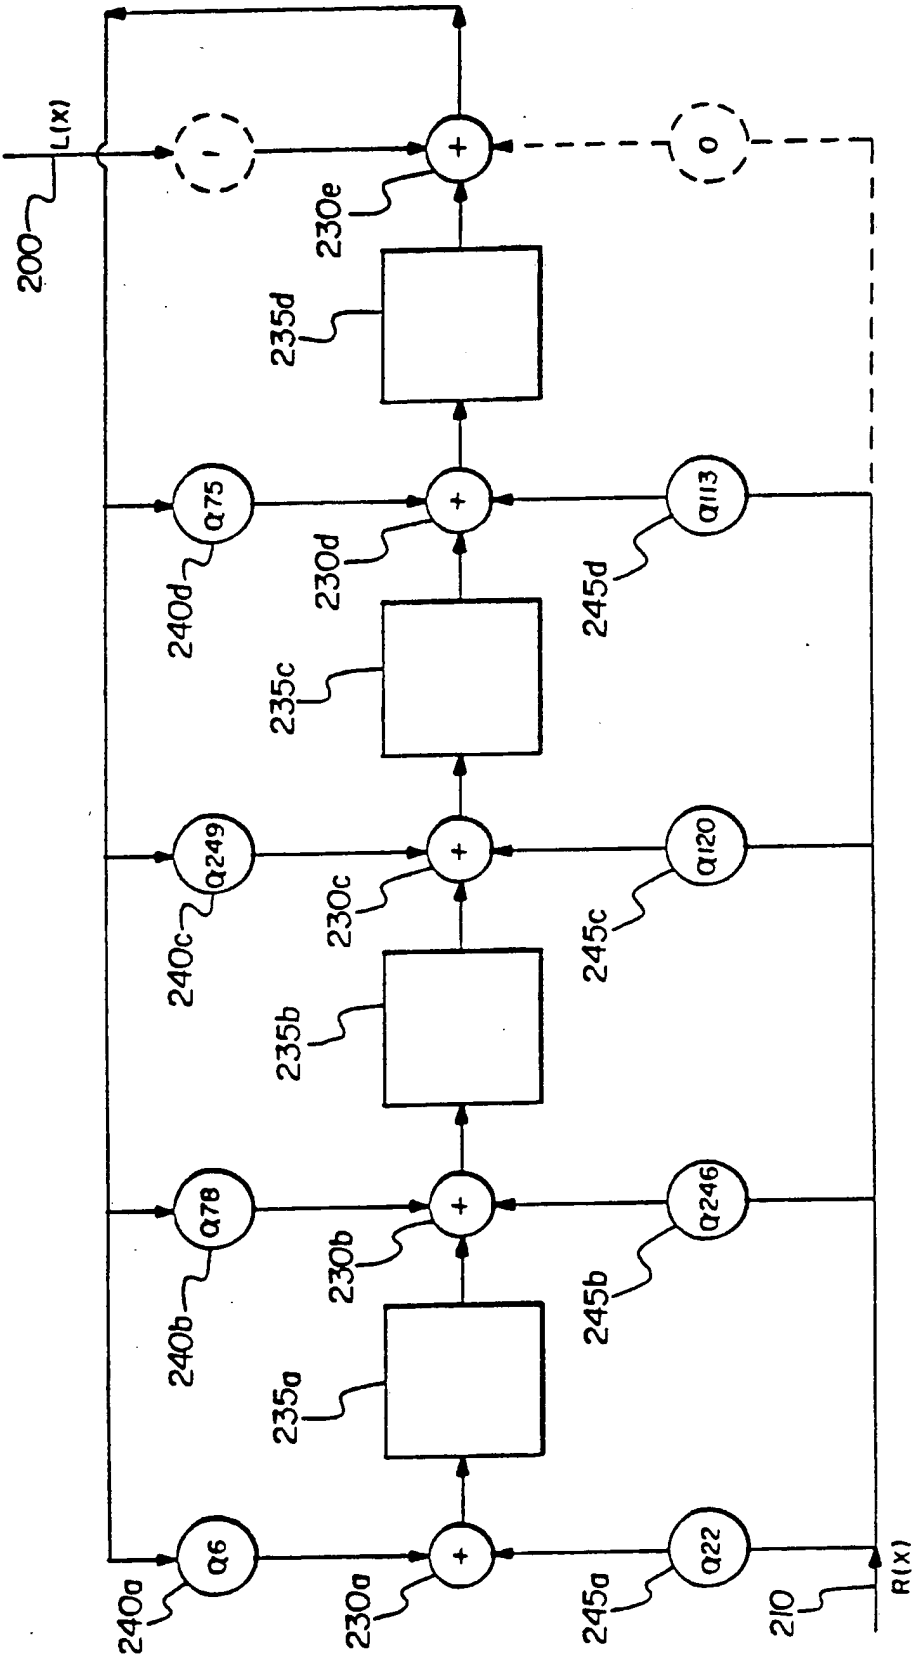 200
L(X)
240a
240b
240c
240d
α6
α78
α249
α75
1
235a
235b
235c
235d
230a
230b
230c
230d
230e
+
+
+
+
+
245a
245b
245c
245d
α22
α246
α120
α113
0
210
R(X)